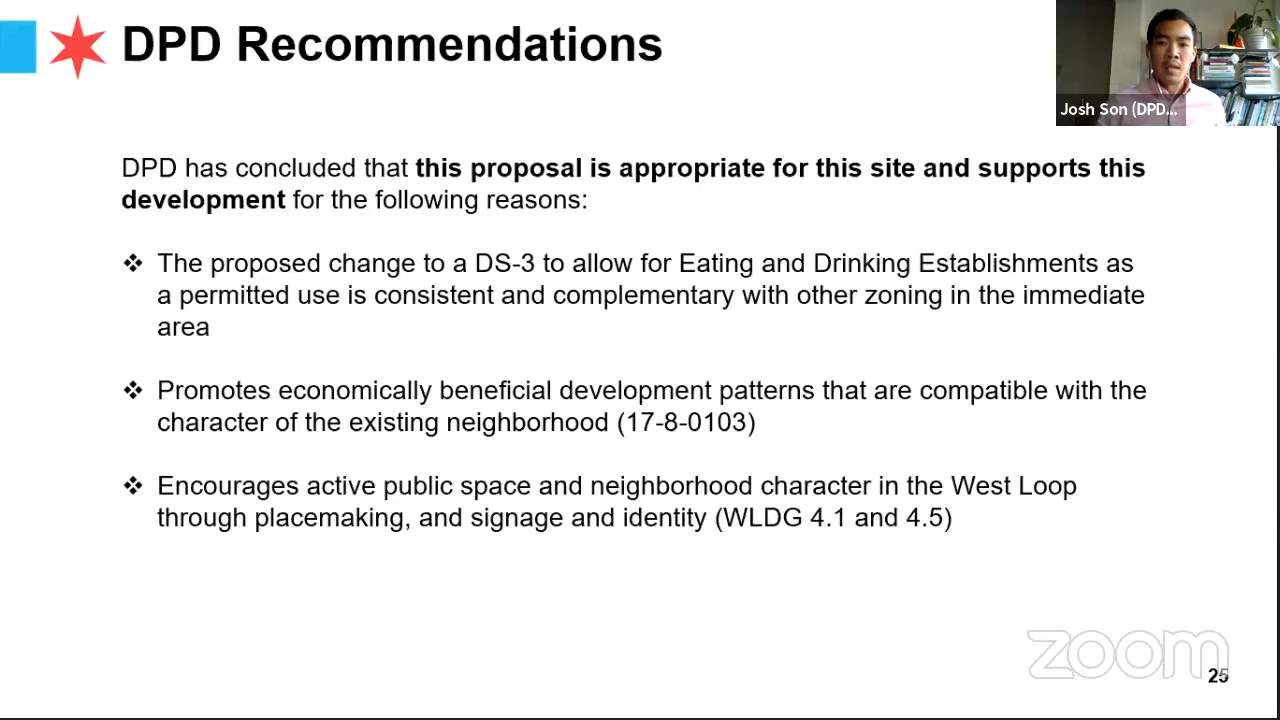 DPD Recommendations
Josh Son (DPD...
DPD has concluded that this proposal is appropriate for this site and supports this
development for the following reasons:
❖ The proposed change to a DS-3 to allow for Eating and Drinking Establishments as
a permitted use is consistent and complementary with other zoning in the immediate
area
❖ Promotes economically beneficial development patterns that are compatible with the
character of the existing neighborhood (17-8-0103)
❖ Encourages active public space and neighborhood character in the West Loop
through placemaking, and signage and identity (WLDG 4.1 and 4.5)
zoom
25